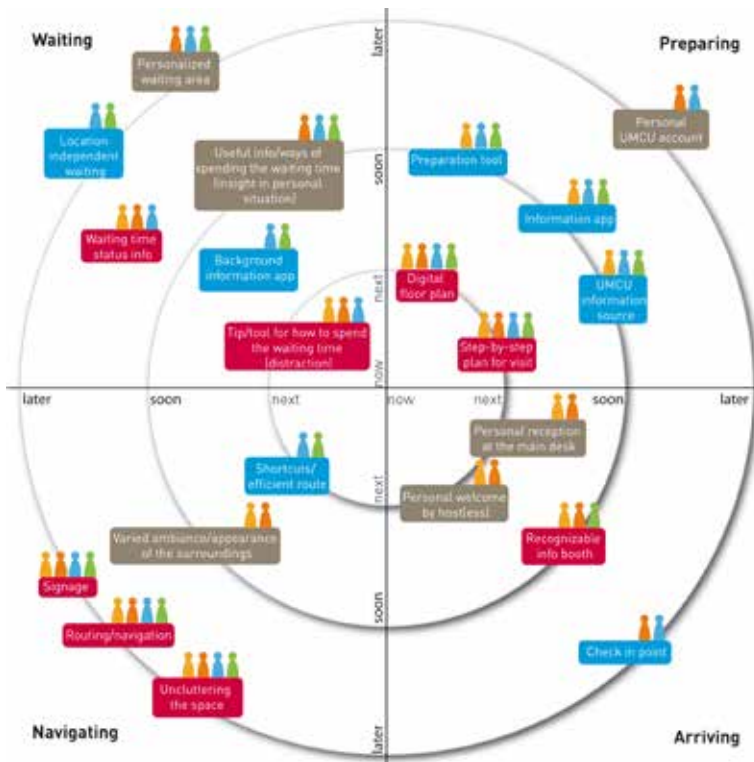 Waiting
Preparing
later
Personalized
waiting area
Personal
UMCU account
Location
independent
waiting
Useful info/ways of
spending the waiting time
(insight in personal
situation)
soon
Preparation tool
Information app
Waiting time
status info
Background
information app
next
Digital
floor plan
UMCU
information
source
Tip/tool for how to spend
the waiting time
(distraction)
Step-by-step
plan for visit
now
later
soon
next
now
next
soon
later
Personal reception
at the main desk
Shortcuts/
efficient route
next
Personal welcome
by host(ess)
Varied ambiance/appearance
of the surroundings
Recognizable
info booth
Signage
soon
Routing/navigation
Check in point
Uncluttering
the space
Navigating
later
Arriving